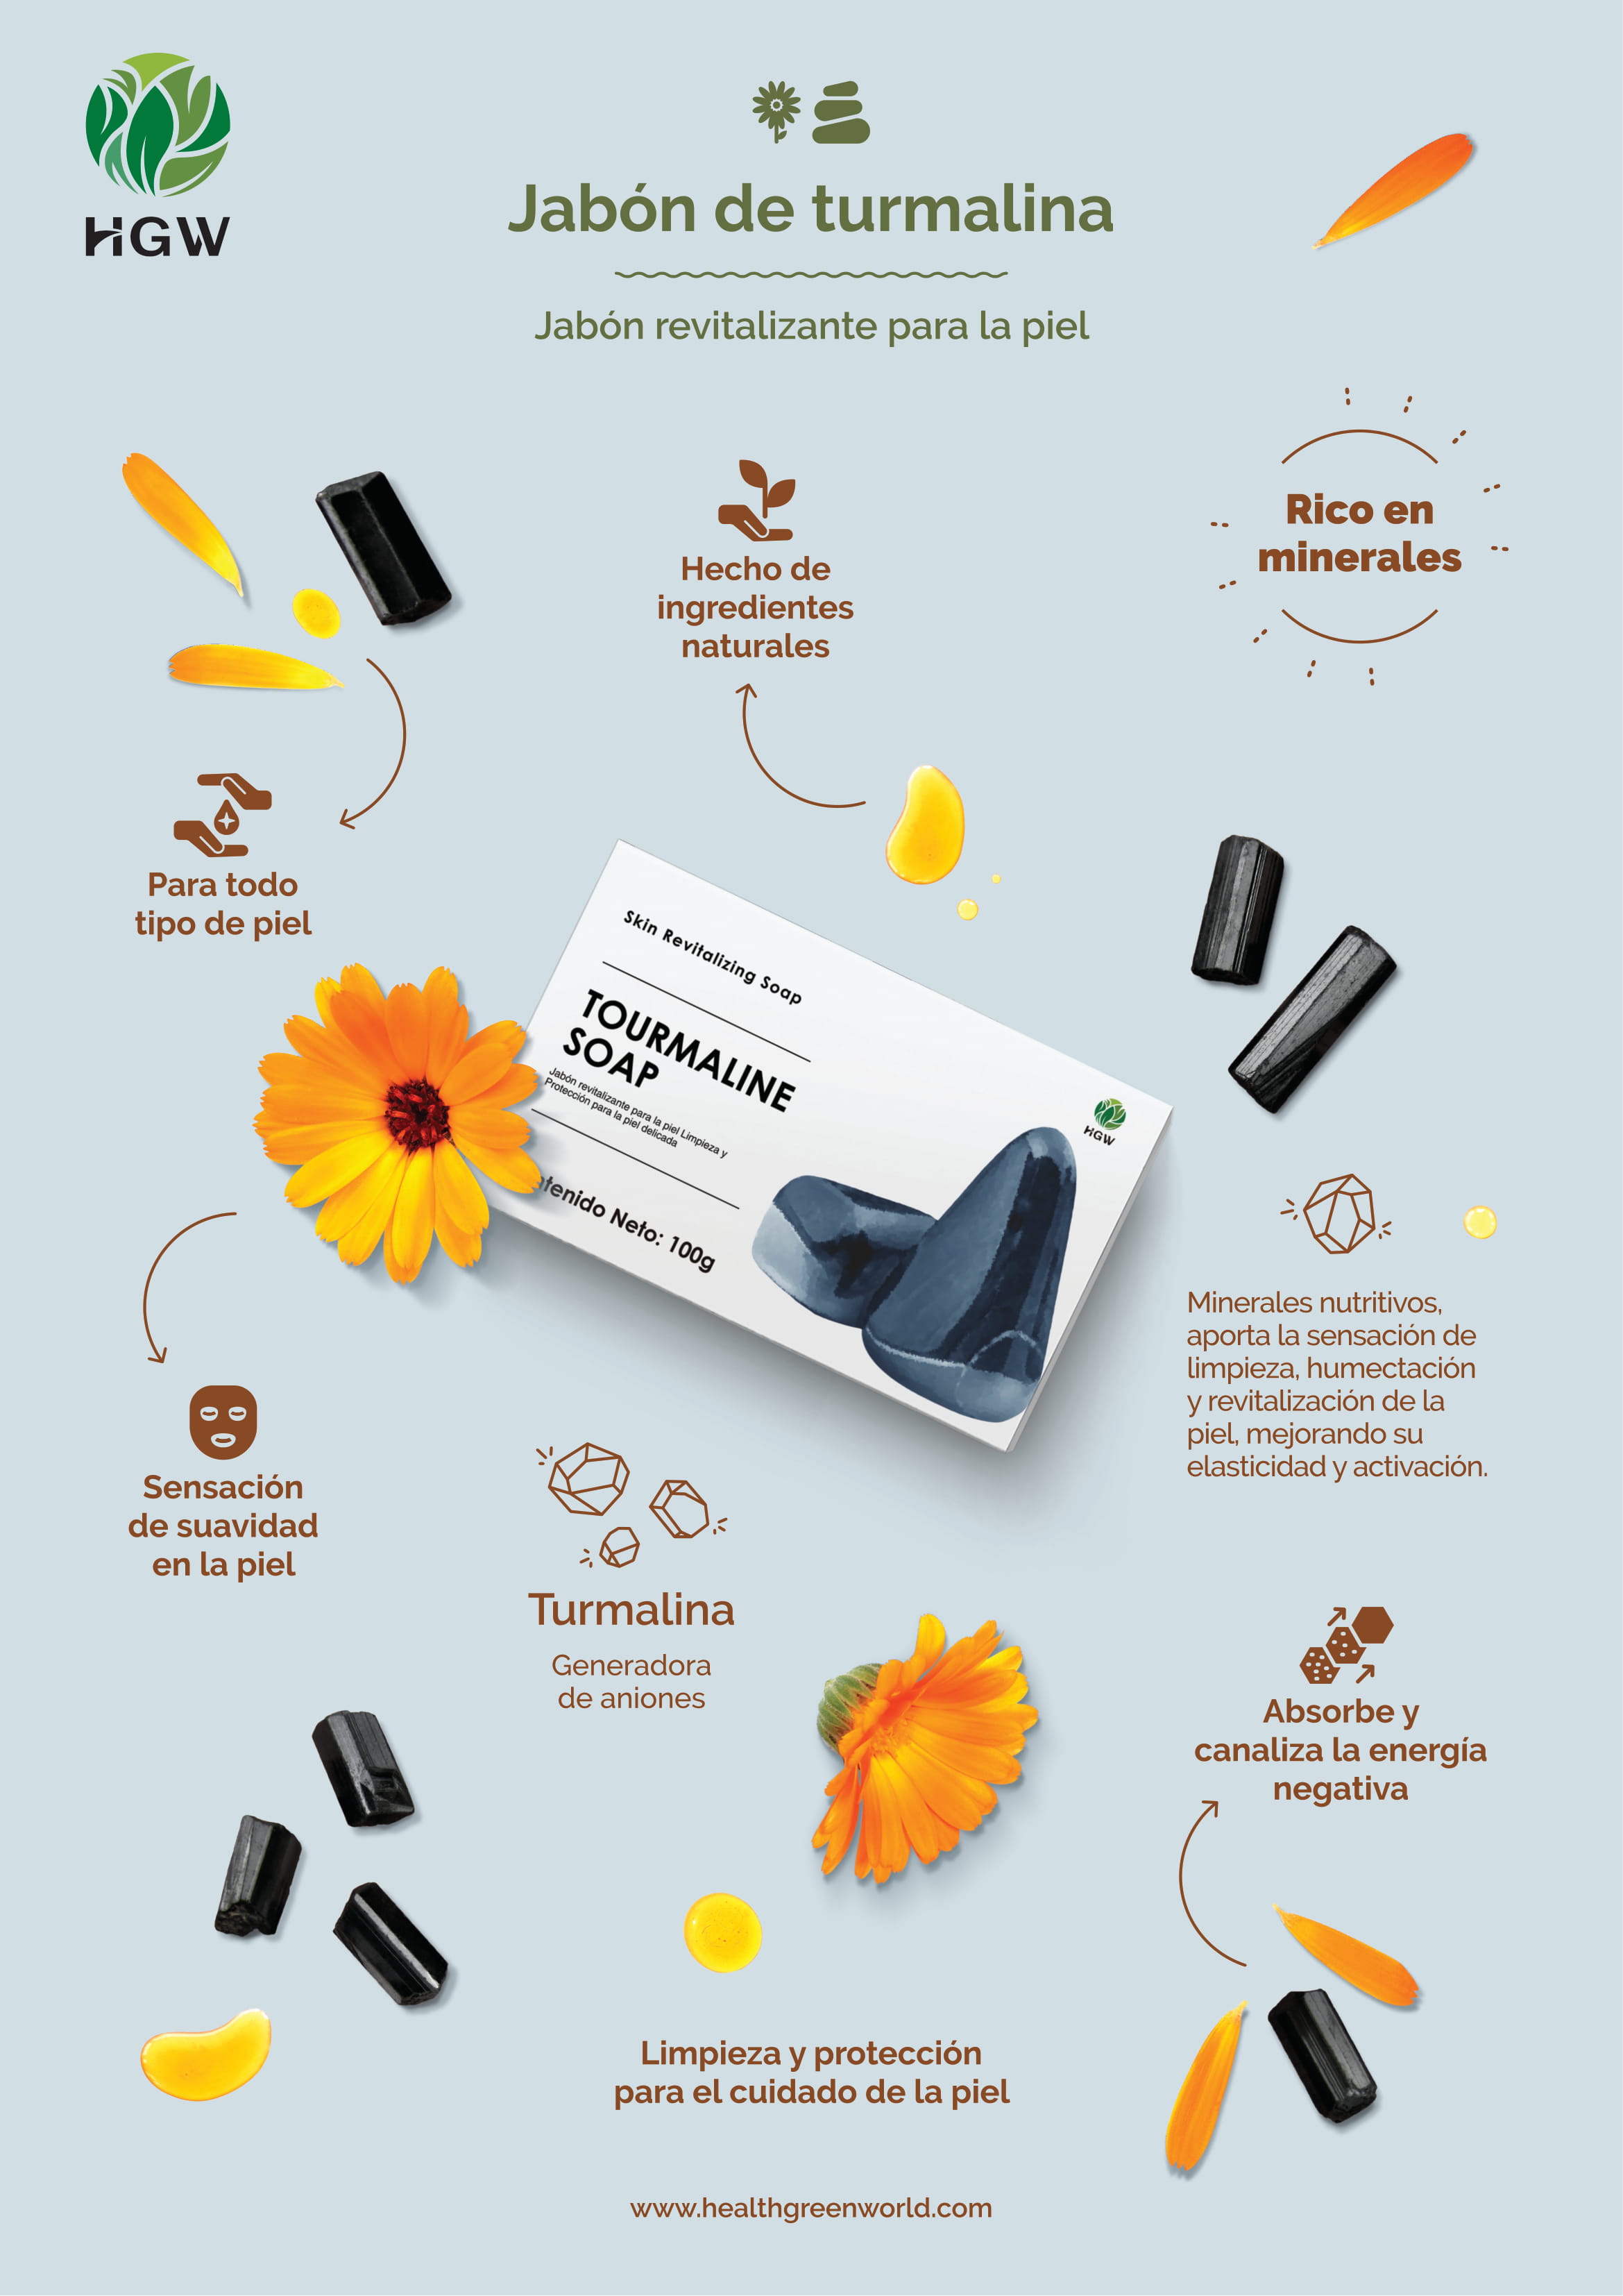 HGW
Jabón de turmalina
Jabón revitalizante para la piel
Rico en
minerales
Hecho de
ingredientes
naturales
Para todo
tipo de piel
Skin Revitalizing Soap
TOURMALINE
SOAP
Jabón revitalizante para la piel Limpieza y
Protección para la piel delicada
tenido Neto: 100g
HGW
Minerales nutritivos,
aporta la sensación de
limpieza, humectación
y revitalización de la
piel, mejorando su
elasticidad y activación.
Sensación
de suavidad
en la piel
Turmalina
Generadora
de aniones
Absorbe y
canaliza la energía
negativa
Limpieza y protección
para el cuidado de la piel
www.healthgreenworld.com